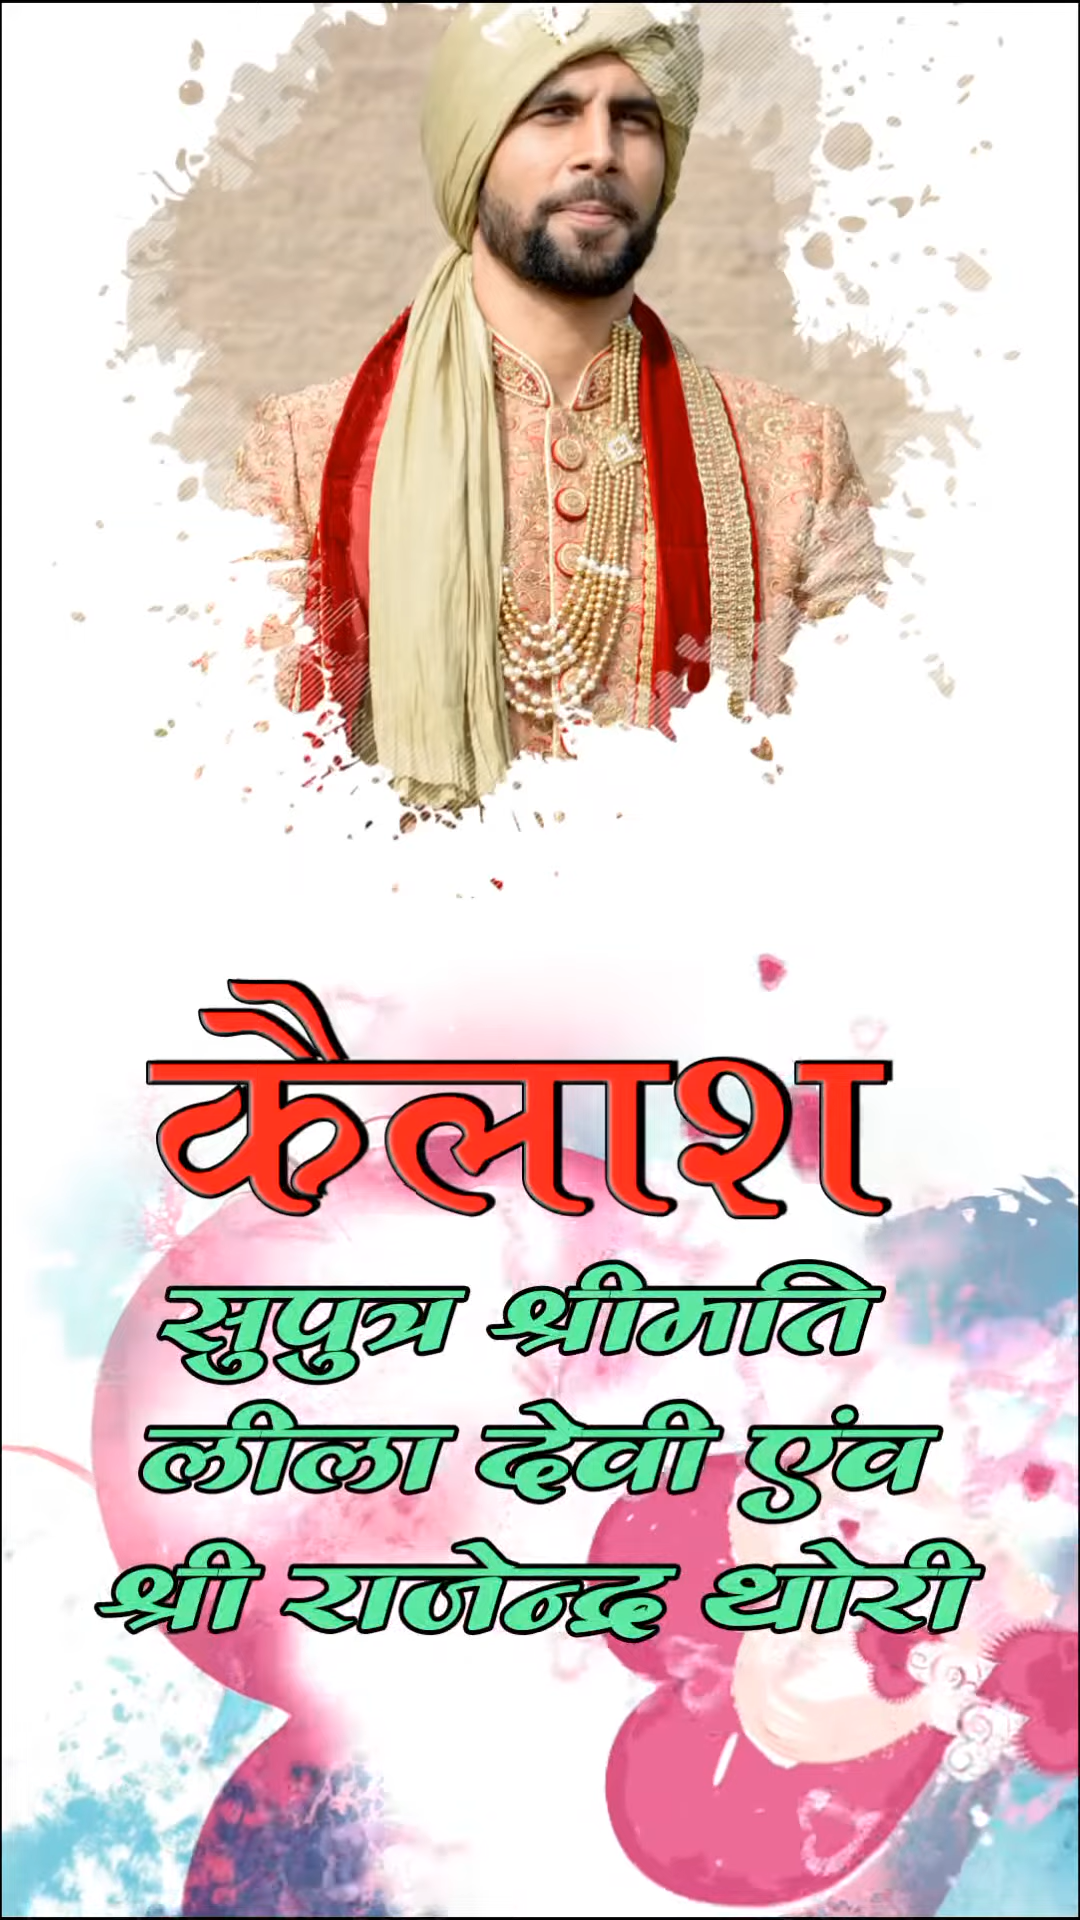 कैलाश
सुपुत्र श्रीमति
लीला देवी एंव
श्री राजेन्द्र थोरी